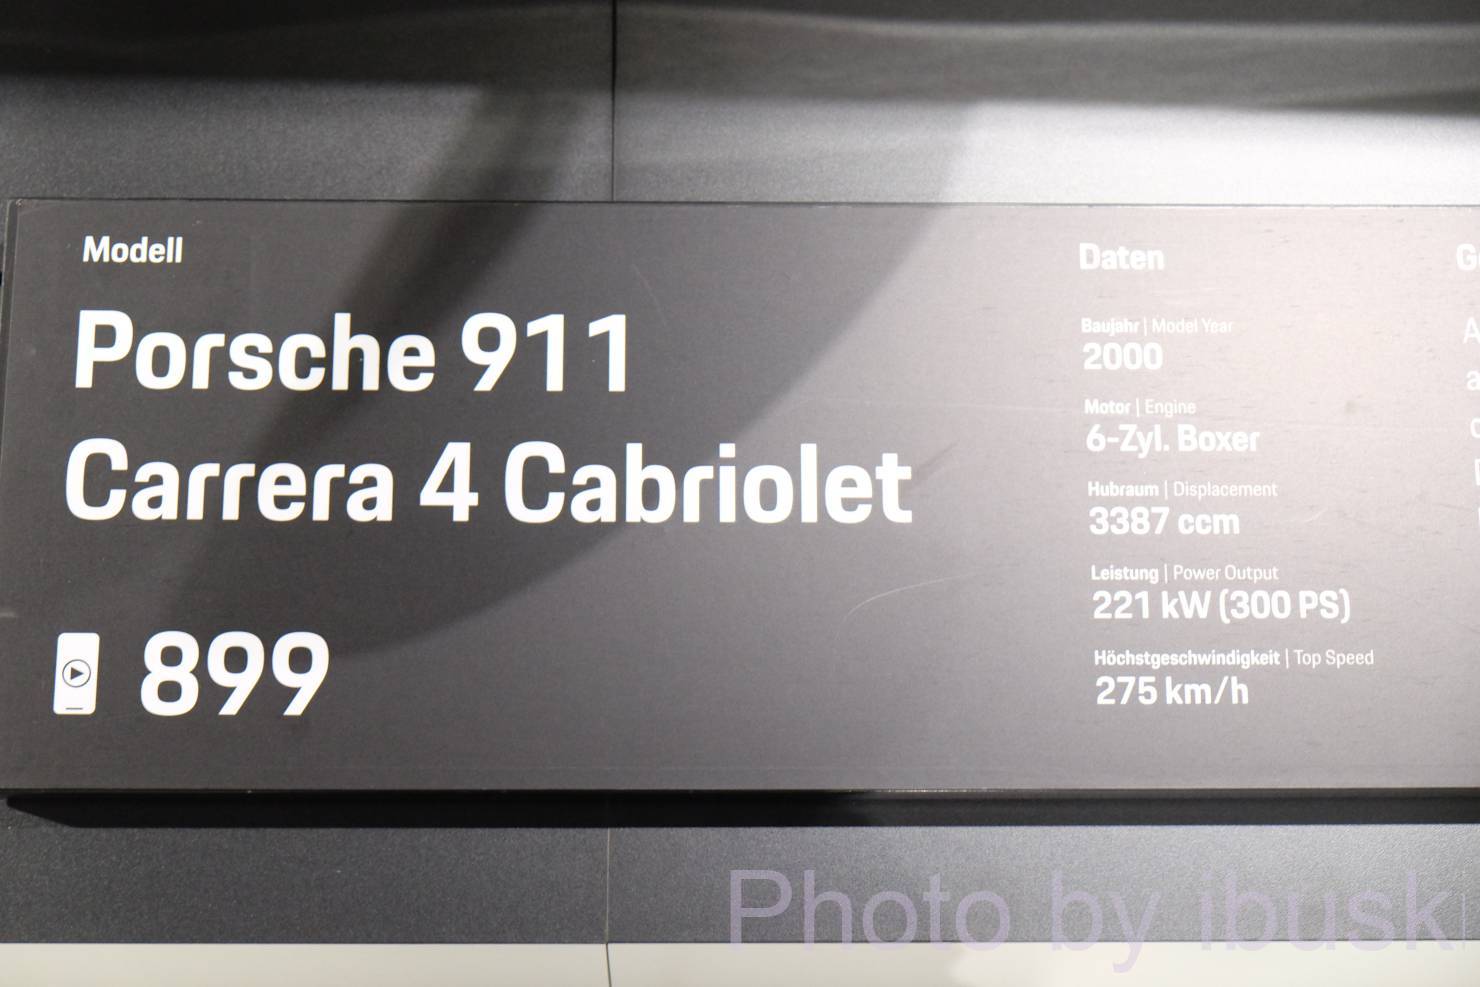 Modell
Porsche 911
Carrera 4 Cabriolet
899
Daten
Baujahr | Model Year
2000
Motor | Engine
6-Zyl. Boxer
Hubraum | Displacement
3387 ccm
Leistung | Power Output
221 kW (300 PS)
Höchstgeschwindigkeit | Top Speed
275 km/h
Photo by ibuski